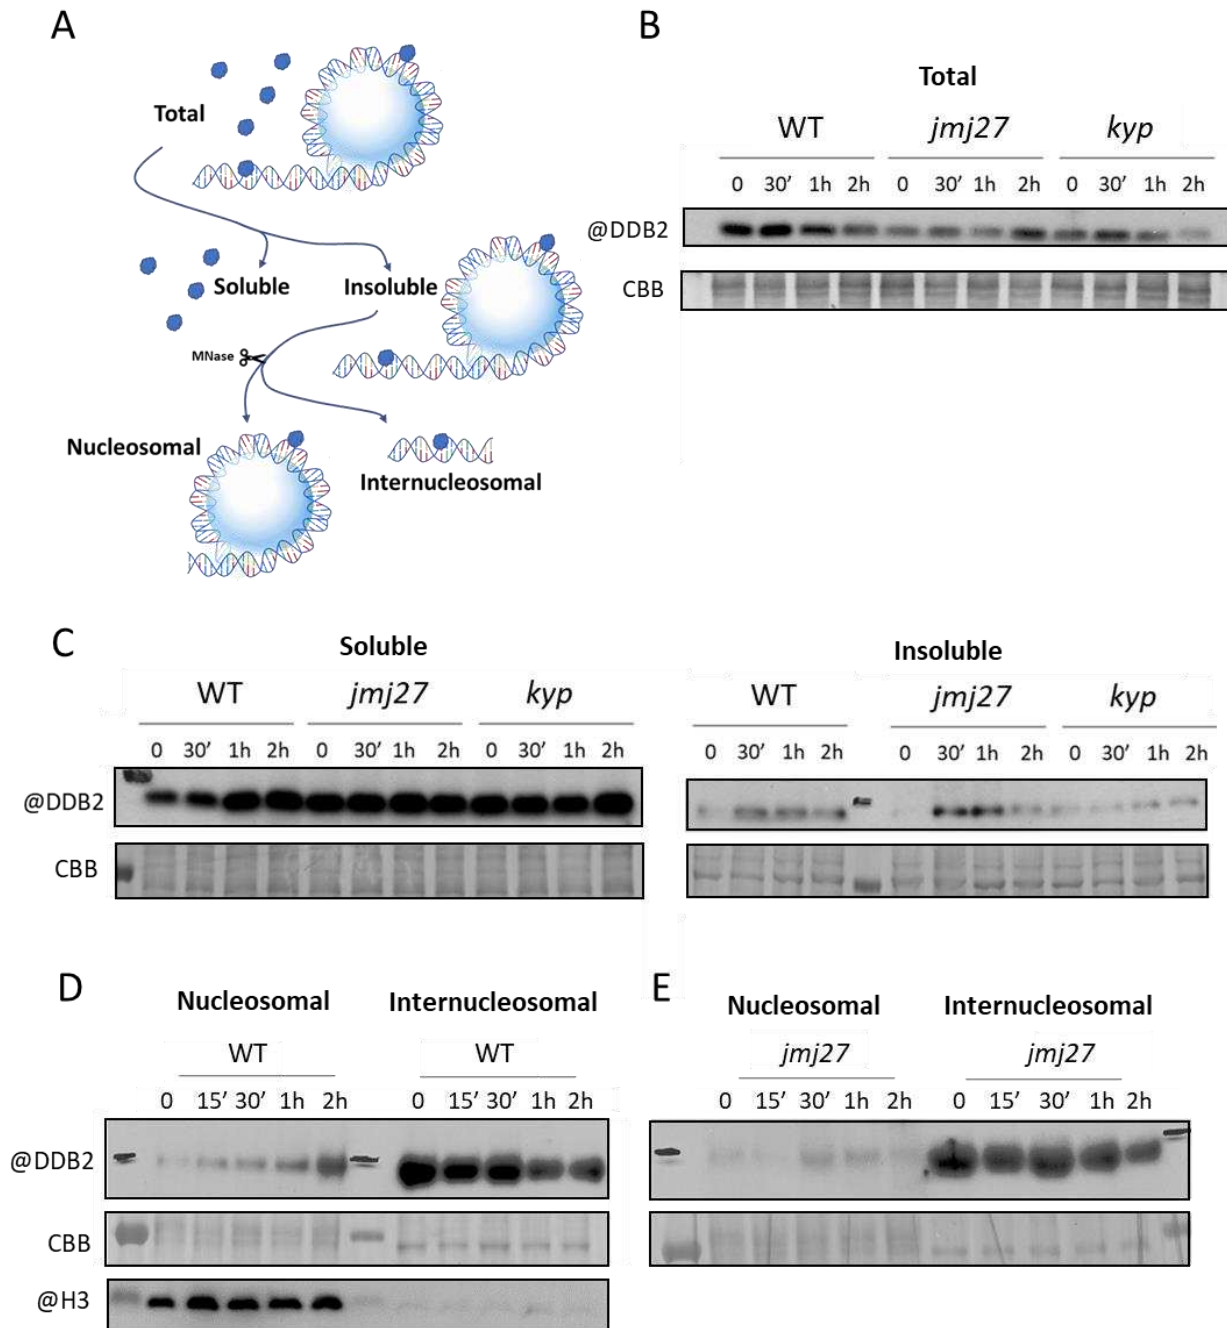 A
Total
Soluble
Insoluble
MNase
Nucleosomal
Internucleosomal
B
Total
WT jmj27 kyp
0 30’ 1h 2h 0 30’ 1h 2h 0 30’ 1h 2h
@DDB2
CBB
C
Soluble
WT jmj27 kyp
0 30’ 1h 2h 0 30’ 1h 2h 0 30’ 1h 2h
@DDB2
CBB
Insoluble
WT jmj27 kyp
0 30’ 1h 2h 0 30’ 1h 2h 0 30’ 1h 2h
D
Nucleosomal Internucleosomal
WT WT
0 15’ 30’ 1h 2h 0 15’ 30’ 1h 2h
@DDB2
CBB
@H3
E
Nucleosomal Internucleosomal
jmj27 jmj27
0 15’ 30’ 1h 2h 0 15’ 30’ 1h 2h